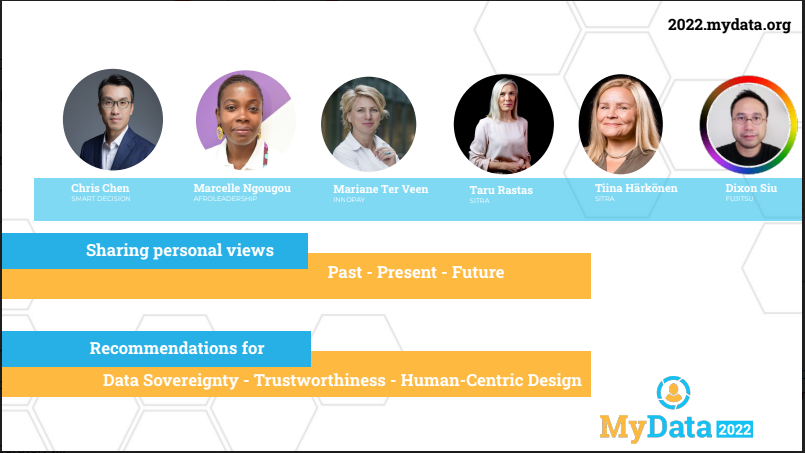 2022.mydata.org
Chris Chen
SMART DECISION
Marcelle Ngougou
AFROLEADERSHIP
Mariane Ter Veen
INNOPAY
Taru Rastas
SITRA
Tiina Härkönen
SITRA
Dixon Siu
FUJITSU
Sharing personal views
Past - Present - Future
Recommendations for
Data Sovereignty - Trustworthiness - Human-Centric Design
MyData 2022